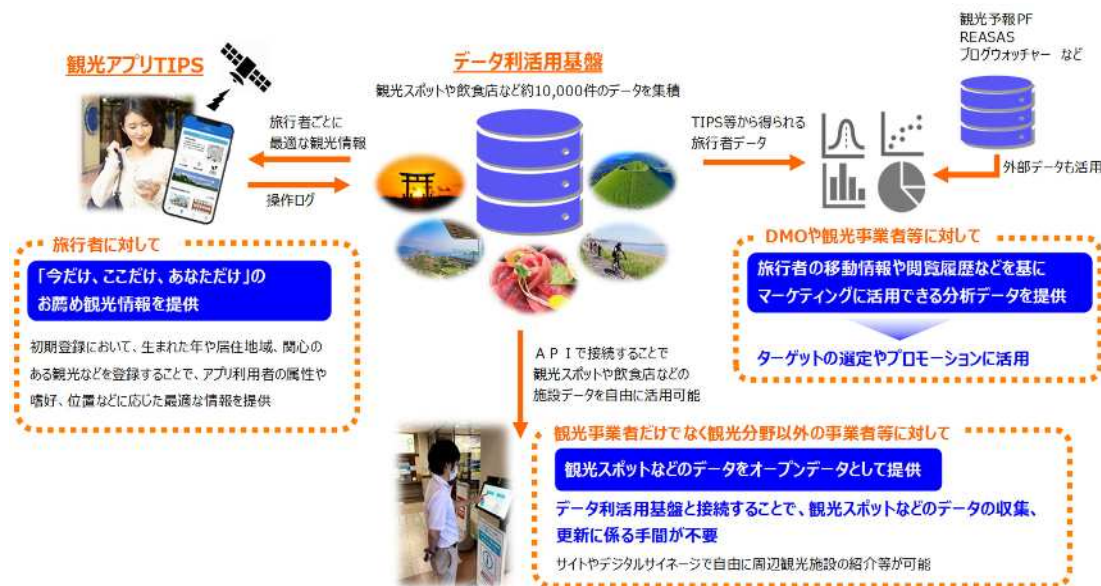 観光アプリTIPS
旅行者ごとに
最適な観光情報
操作ログ
旅行者に対して
「今だけ、ここだけ、あなただけ」の
お薦め観光情報を提供
初期登録において、生まれた年や居住地域、関心の
ある観光などを登録することで、アプリ利用者の属性や
嗜好、位置などに応じた最適な情報を提供
データ利活用基盤
観光スポットや飲食店など約10,000件のデータを集積
TIPS等から得られる
旅行者データ
観光予報PF
REASAS
ブログウォッチャー など
外部データも活用
DMOや観光事業者等に対して
旅行者の移動情報や閲覧履歴などを基に
マーケティングに活用できる分析データを提供
ターゲットの選定やプロモーションに活用
ＡＰＩで接続することで
観光スポットや飲食店などの
施設データを自由に活用可能
観光事業者だけでなく観光分野以外の事業者等に対して
観光スポットなどのデータをオープンデータとして提供
データ利活用基盤と接続することで、観光スポットなどのデータの収集、
更新に係る手間が不要
サイトやデジタルサイネージで自由に周辺観光施設の紹介等が可能